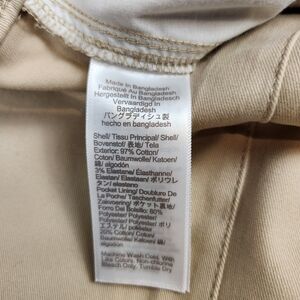 Made In Bangladesh
Fabriqué Au Bangladesh
Hergestellt In Bangladesh
Vervaardigd In
Bangladesh
バングラディシュ製
hecho en bangladesh
Shell/ Tissu Principal/ Shell/
Bovenstof/ 表地/ Tela
Exterior: 97% Cotton/
Coton/ Baumwolle/ Katoen/
綿/ algodón
3% Elastane/ Élasthanne/
Elastan/ Elastaan/ ポリウレ
タン/ elastano
Pocket Lining/ Doublure De
La Poche/ Taschenfutter/
Zakvoering/ ポケット裏地/
Forro Del Bolsillo: 80%
Polyester/ Polyester/
Polyester/ Polyester/ ポリ
エステル/ poliéster
20% Cotton/ Coton/
Baumwolle/ Katoen/ 綿/
algodón
Machine Wash Cold, With
Like Colors, Non-chlorine
Bleach Only, Tumble Dry